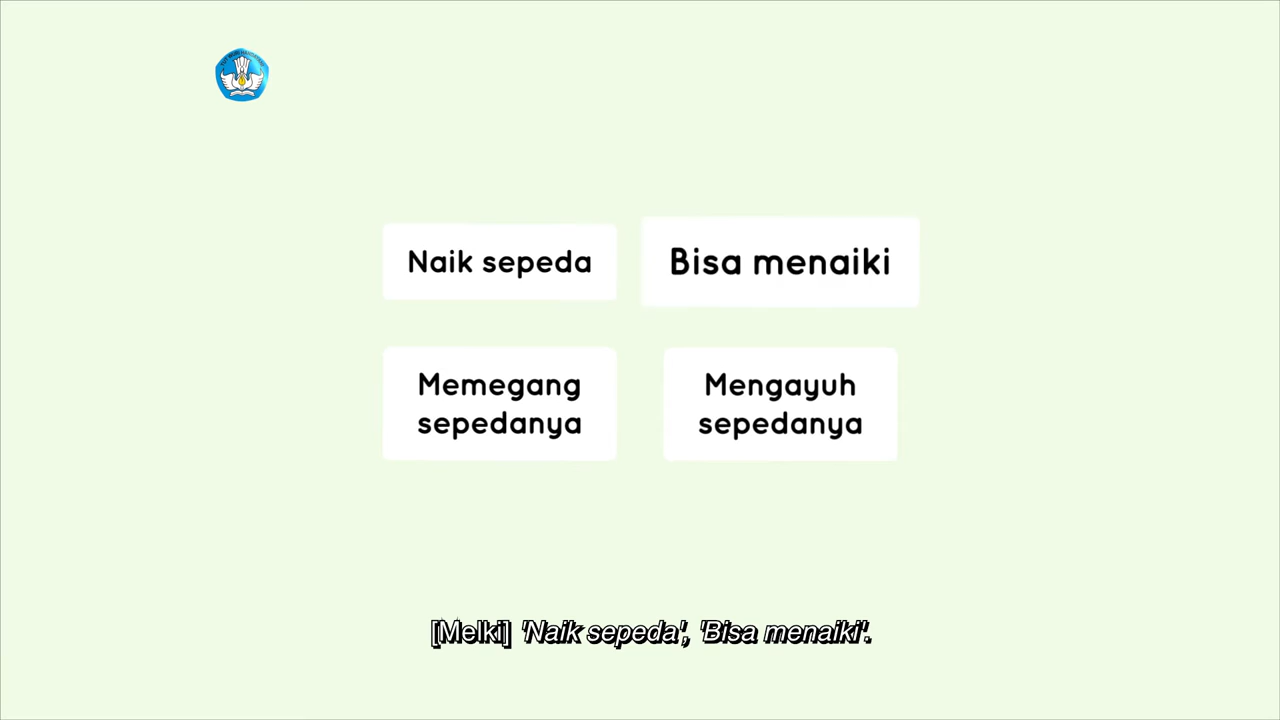 Naik sepeda
Bisa menaiki
Memegang
sepedanya
Mengayuh
sepedanya
[Melki] 'Naik sepeda', 'Bisa menaiki'.